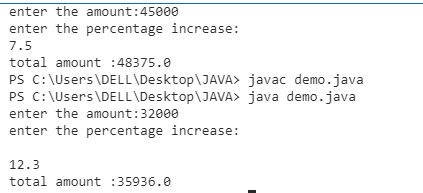 enter the amount:45000
enter the percentage increase:
7.5
total amount :48375.0
PS C:\Users\DELL\Desktop\JAVA> javac demo.java
PS C:\Users\DELL\Desktop\JAVA> java demo.java
enter the amount:32000
enter the percentage increase:
12.3
total amount :35936.0